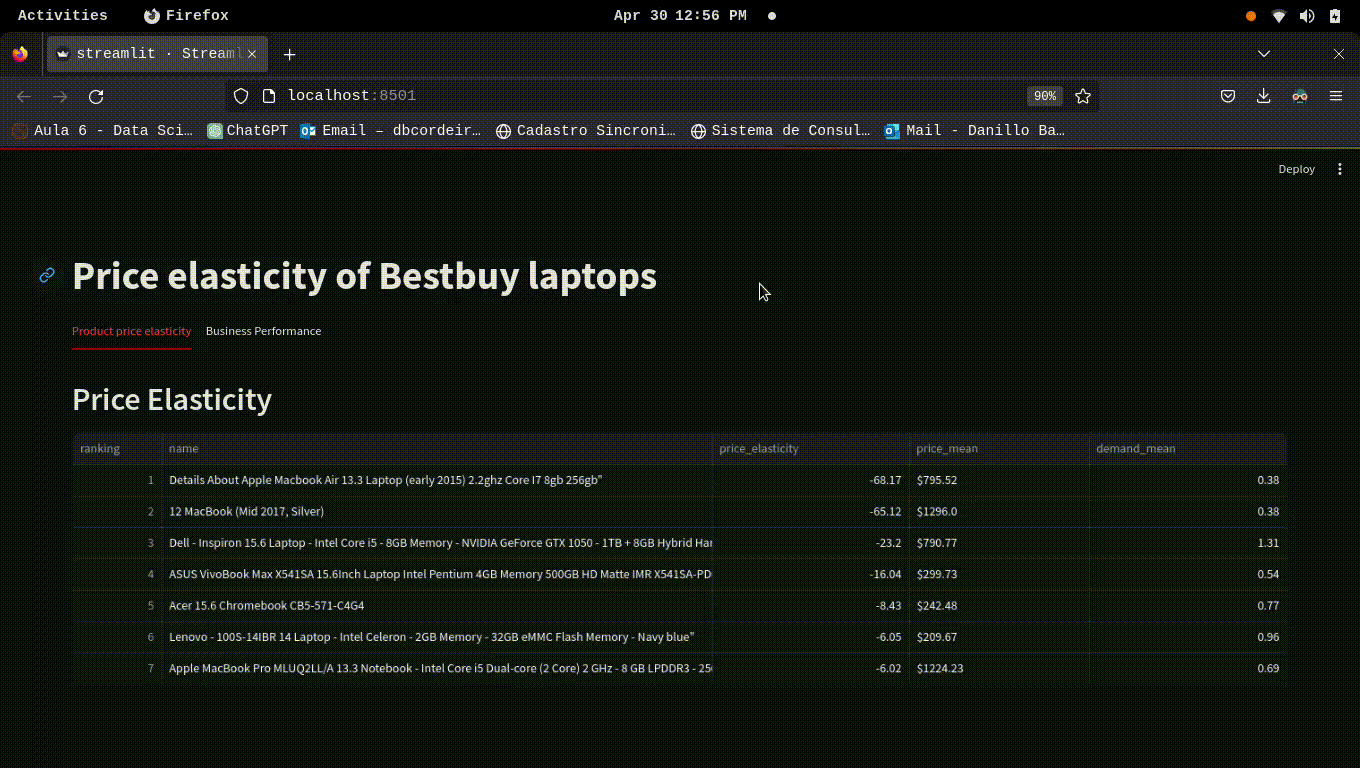 Activities Firefox Apr 30 12:56 PM
streamlit · Streaml
localhost:8501 90%
Aula 6 - Data Sci… ChatGPT Email – dbcordeir… Cadastro Sincroni… Sistema de Consul… Mail - Danillo Ba…
Deploy
Price elasticity of Bestbuy laptops
Product price elasticity Business Performance
Price Elasticity
ranking name price_elasticity price_mean demand_mean
1 Details About Apple Macbook Air 13.3 Laptop (early 2015) 2.2ghz Core I7 8gb 256gb" -68.17 $795.52 0.38
2 12 MacBook (Mid 2017, Silver) -65.12 $1296.0 0.38
3 Dell - Inspiron 15.6 Laptop - Intel Core i5 - 8GB Memory - NVIDIA GeForce GTX 1050 - 1TB + 8GB Hybrid Har -23.2 $790.77 1.31
4 ASUS VivoBook Max X541SA 15.6Inch Laptop Intel Pentium 4GB Memory 500GB HD Matte IMR X541SA-PD -16.04 $299.73 0.54
5 Acer 15.6 Chromebook CB5-571-C4G4 -8.43 $242.48 0.77
6 Lenovo - 100S-14IBR 14 Laptop - Intel Celeron - 2GB Memory - 32GB eMMC Flash Memory - Navy blue" -6.05 $209.67 0.96
7 Apple MacBook Pro MLUQ2LL/A 13.3 Notebook - Intel Core i5 Dual-core (2 Core) 2 GHz - 8 GB LPDDR3 - 25 -6.02 $1224.23 0.69